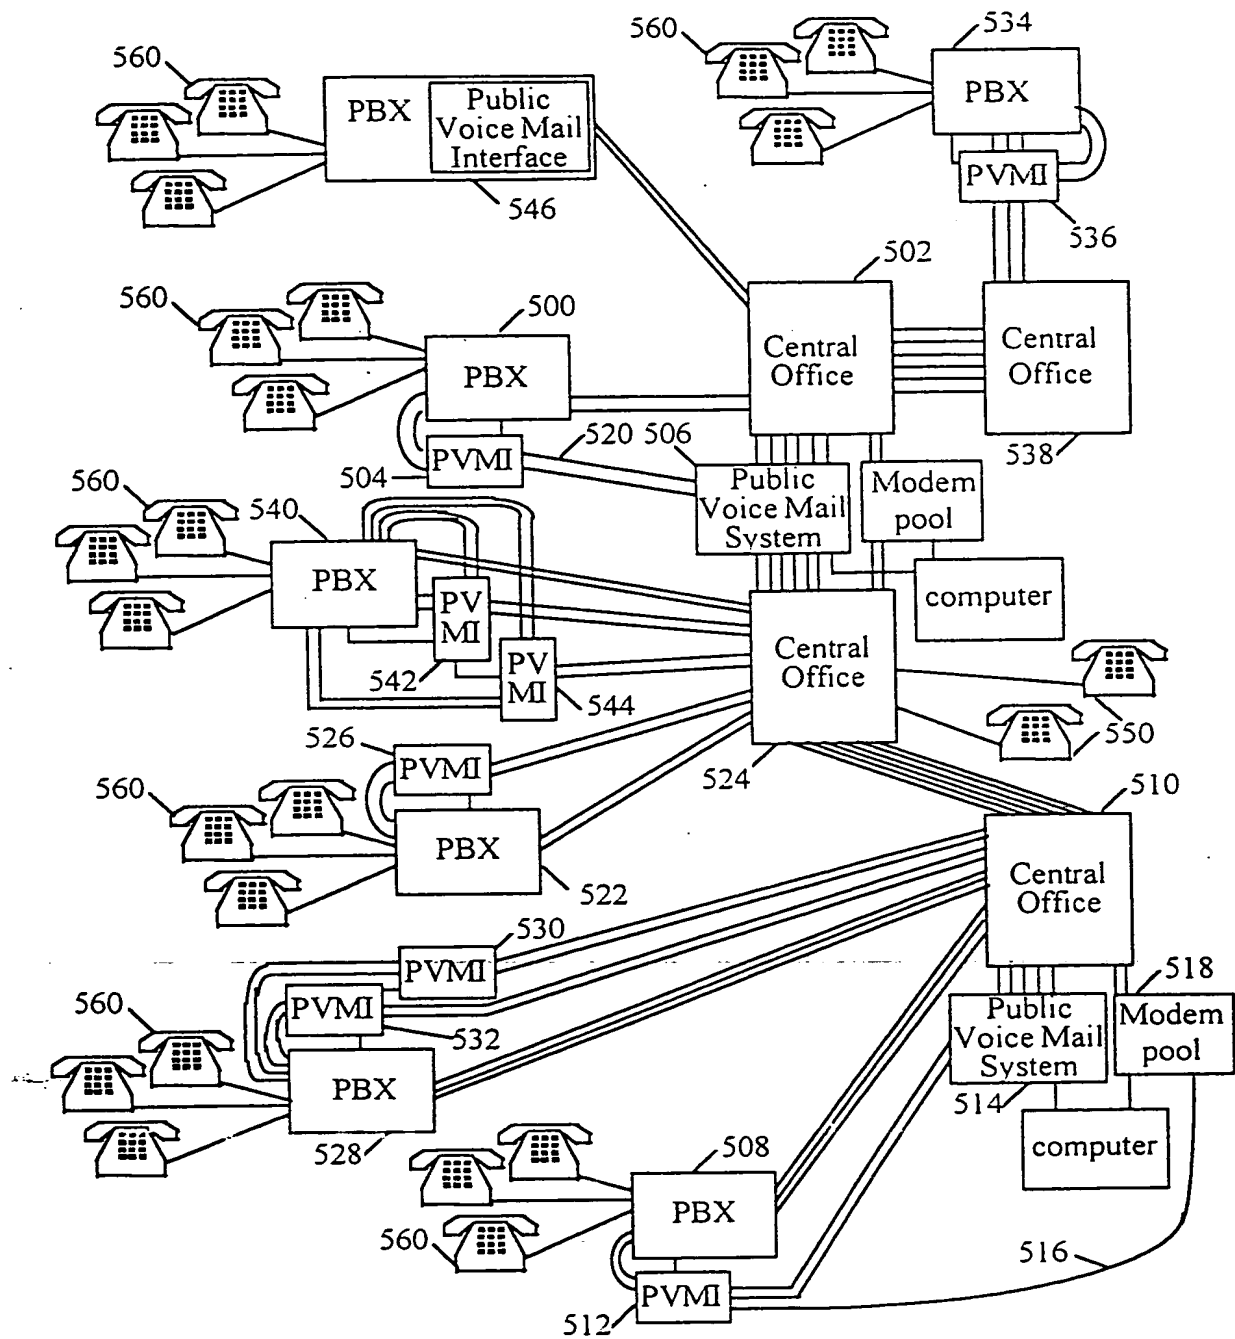 560
534
560
PBX
PBX
Public
Voice Mail
Interface
PVMI
546
536
502
560
500
Central
Office
Central
Office
PBX
520
506
538
PVMI
504
Public
Voice Mail
System
Modem
pool
560
540
PBX
computer
PV
MI
Central
Office
PV
MI
542
544
550
526
550
PVMI
524
510
560
PBX
Central
Office
522
530
PVMI
518
PVMI
560
532
Public
Voice Mail
System
Modem
pool
PBX
514
528
508
computer
PBX
560
516
PVMI
512